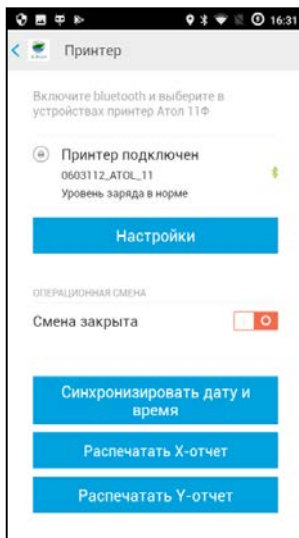 16:31
Принтер
Включите bluetooth и выберите в
устройствах принтер Атол 11Ф
Принтер подключен
0603112_ATOL_11
Уровень заряда в норме
Настройки
ОПЕРАЦИОННАЯ СМЕНА
Смена закрыта
Синхронизировать дату и
время
Распечатать X-отчет
Распечатать Y-отчет